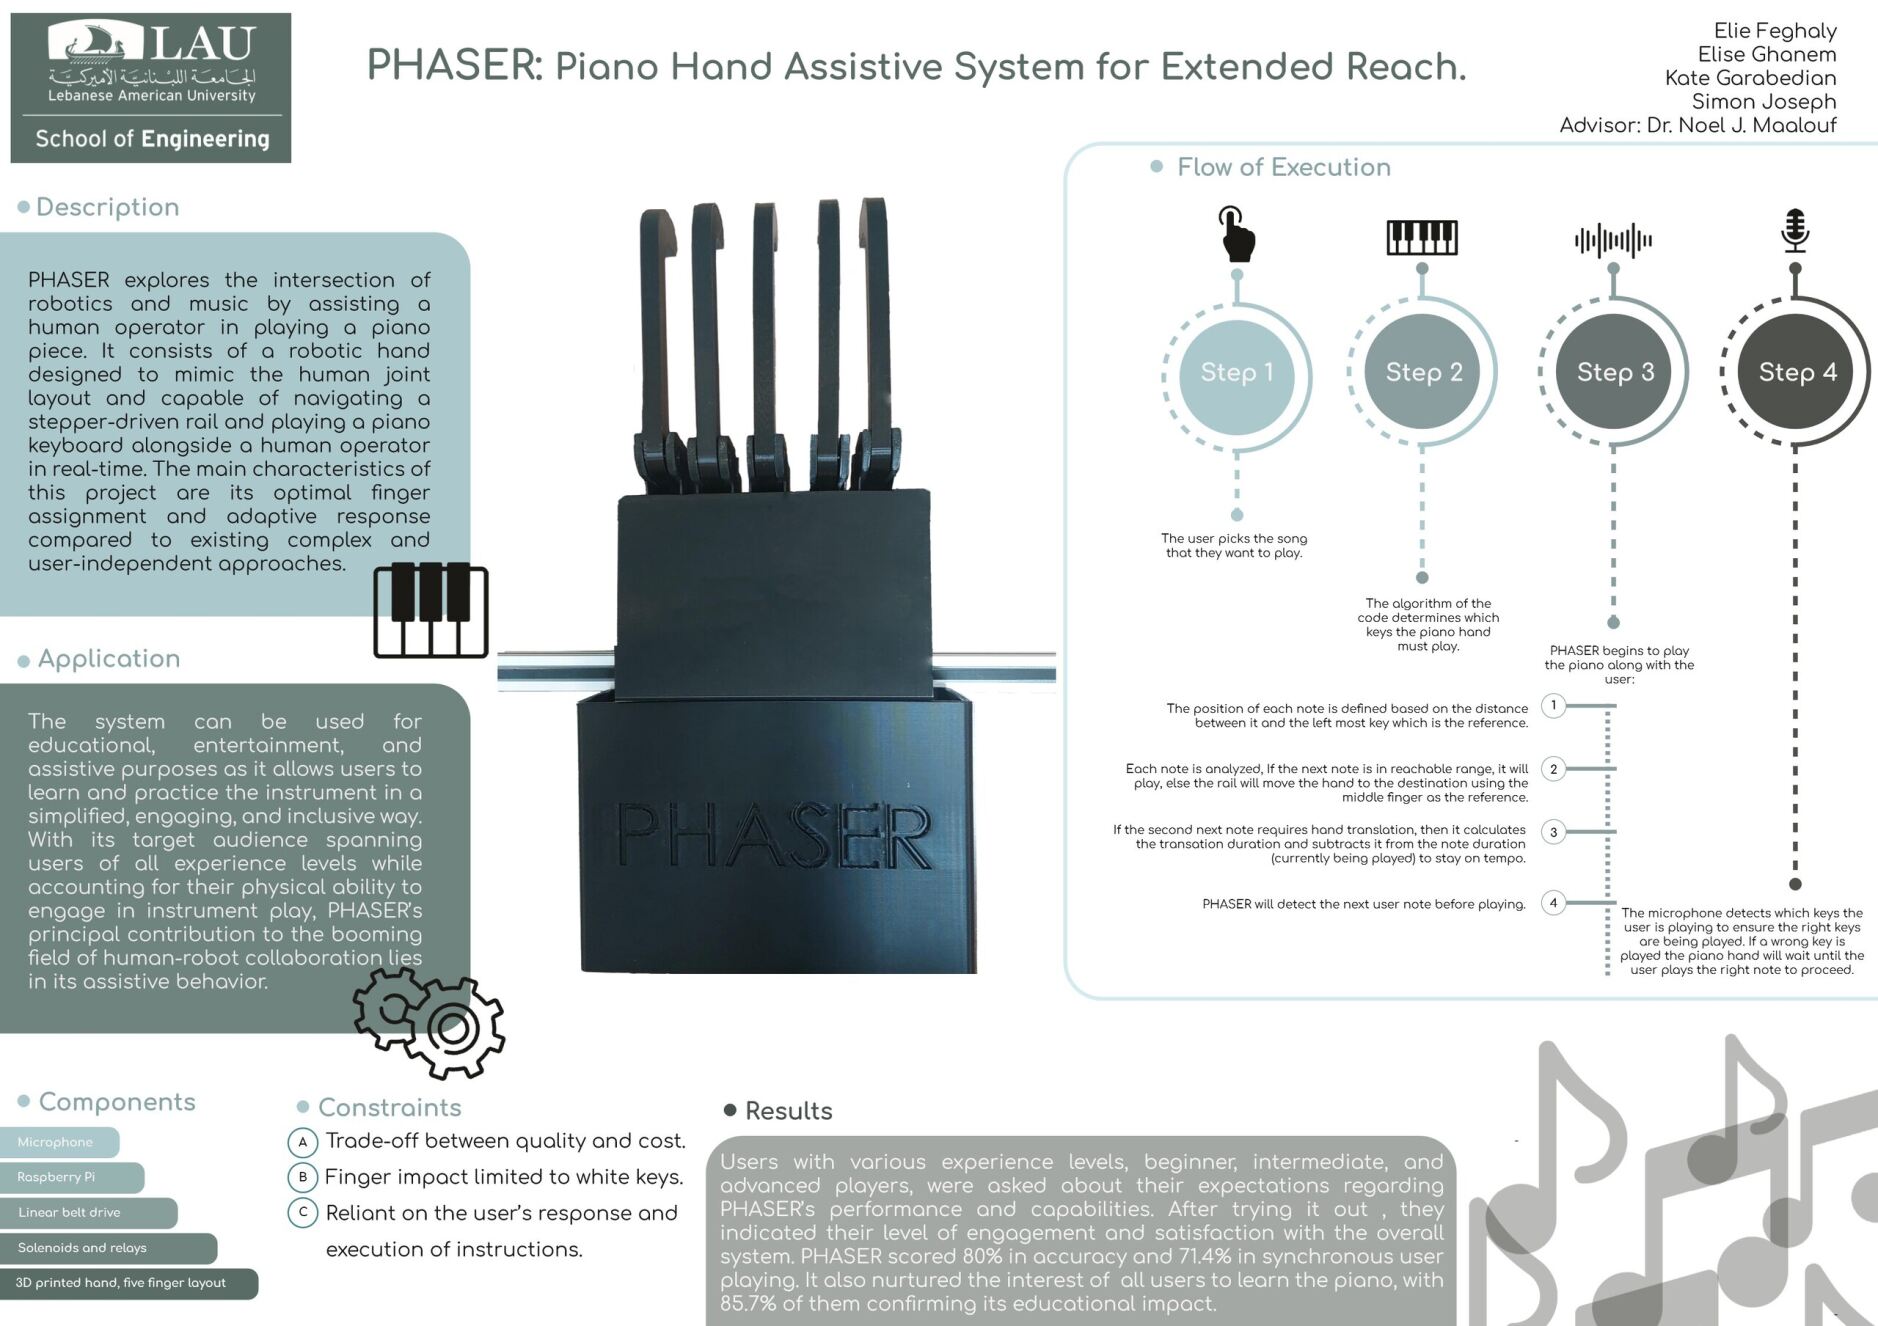 LAU
الجَامعَة اللبْنانيّة الأميركيّة
Lebanese American University
School of Engineering
PHASER: Piano Hand Assistive System for Extended Reach.
Elie Feghaly
Elise Ghanem
Kate Garabedian
Simon Joseph
Advisor: Dr. Noel J. Maalouf
Description
PHASER explores the intersection of
robotics and music by assisting a
human operator in playing a piano
piece. It consists of a robotic hand
designed to mimic the human joint
layout and capable of navigating a
stepper-driven rail and playing a piano
keyboard alongside a human operator
in real-time. The main characteristics of
this project are its optimal finger
assignment and adaptive response
compared to existing complex and
user-independent approaches.
Application
The system can be used for
educational, entertainment, and
assistive purposes as it allows users to
learn and practice the instrument in a
simplified, engaging, and inclusive way.
With its target audience spanning
users of all experience levels while
accounting for their physical ability to
engage in instrument play, PHASER's
principal contribution to the booming
field of human-robot collaboration lies
in its assistive behavior.
PHASER
Flow of Execution
Step 1
The user picks the song
that they want to play.
Step 2
The algorithm of the
code determines which
keys the piano hand
must play.
Step 3
PHASER begins to play
the piano along with the
user:
The position of each note is defined based on the distance
between it and the left most key which is the reference.
1
Each note is analyzed, If the next note is in reachable range, it will
play, else the rail will move the hand to the destination using the
middle finger as the reference.
2
If the second next note requires hand translation, then it calculates
the transation duration and subtracts it from the note duration
(currently being played) to stay on tempo.
3
PHASER will detect the next user note before playing.
4
Step 4
The microphone detects which keys the
user is playing to ensure the right keys
are being played. If a wrong key is
played the piano hand will wait until the
user plays the right note to proceed.
Components
Microphone
Raspberry Pi
Linear belt drive
Solenoids and relays
3D printed hand, five finger layout
Constraints
A Trade-off between quality and cost.
B Finger impact limited to white keys.
C Reliant on the user's response and
execution of instructions.
Results
Users with various experience levels, beginner, intermediate, and
advanced players, were asked about their expectations regarding
PHASER's performance and capabilities. After trying it out , they
indicated their level of engagement and satisfaction with the overall
system. PHASER scored 80% in accuracy and 71.4% in synchronous user
playing. It also nurtured the interest of all users to learn the piano, with
85.7% of them confirming its educational impact.